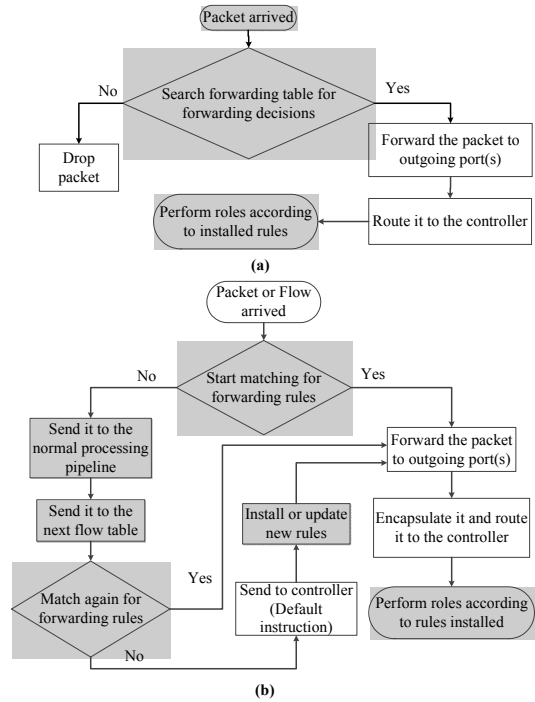 Packet arrived
No
Search forwarding table for
forwarding decisions
Yes
Drop
packet
Forward the packet to
outgoing port(s)
Perform roles according
to installed rules
Route it to the controller
(a)
Packet or Flow
arrived
No
Start matching for
forwarding rules
Yes
Send it to the
normal processing
pipeline
Forward the packet
to outgoing port(s)
Send it to the
next flow table
Install or update
new rules
Encapsulate it and route
it to the controller
Yes
Match again for
forwarding rules
Send to controller
(Default
instruction)
Perform roles according
to rules installed
No
(b)